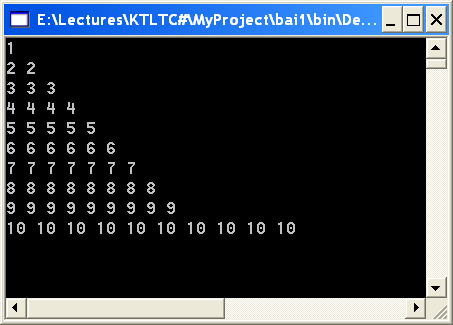 E:\Lectures\KTLTC#\MyProject\bai1\bin\De...
1
2 2
3 3 3
4 4 4 4
5 5 5 5 5
6 6 6 6 6 6
7 7 7 7 7 7 7
8 8 8 8 8 8 8 8
9 9 9 9 9 9 9 9 9
10 10 10 10 10 10 10 10 10 10